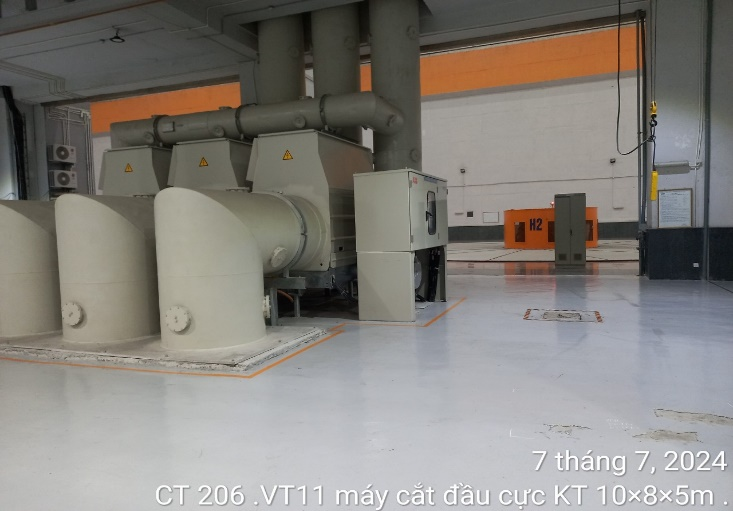 H2
7 tháng 7, 2024
CT 206 .VT11 máy cắt đầu cực KT 10×8×5m .